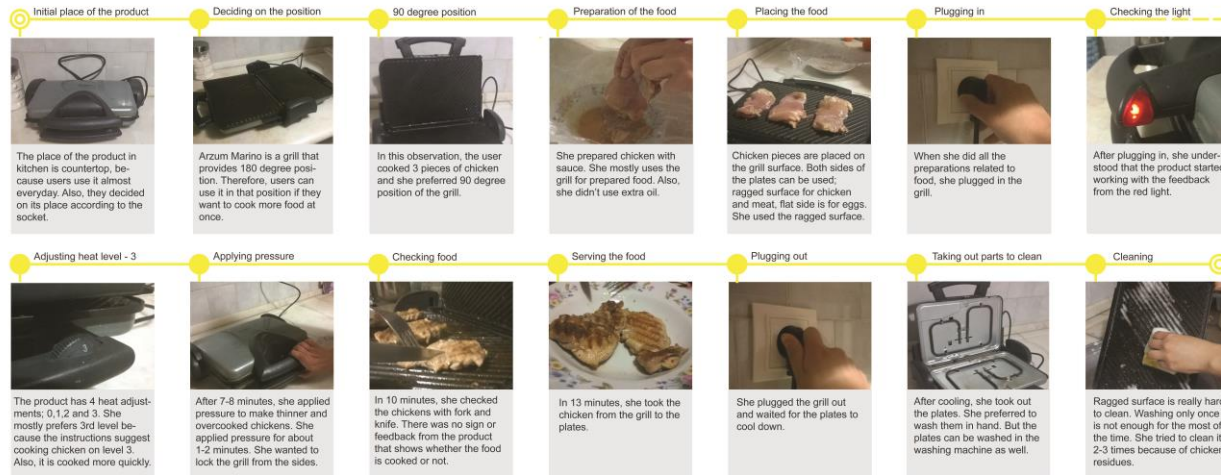 Initial place of the product
Deciding on the position
90 degree position
Preparation of the food
Placing the food
Plugging in
Checking the light
The place of the product in
kitchen is countertop, be-
cause users use it almost
everyday. Also, they decided
on its place according to the
socket.
Arzum Marino is a grill that
provides 180 degree posi-
tion. Therefore, users can
use it in that position if they
want to cook more food at
once.
In this observation, the user
cooked 3 pieces of chicken
and she preferred 90 degree
position of the grill.
She prepared chicken with
sauce. She mostly uses the
grill for prepared food. Also,
she didn't use extra oil.
Chicken pieces are placed on
the grill surface. Both sides of
the plates can be used;
ragged surface for chicken
and meat, flat side is for eggs.
She used the ragged surface.
When she did all the
preparations related to
food, she plugged in the
grill.
After plugging in, she under-
stood that the product started
working with the feedback
from the red light.
Adjusting heat level - 3
Applying pressure
Checking food
Serving the food
Plugging out
Taking out parts to clean
Cleaning
3
The product has 4 heat adjust-
ments; 0,1,2 and 3. She
mostly prefers 3rd level be-
cause the instructions suggest
cooking chicken on level 3.
Also, it is cooked more quickly.
After 7-8 minutes, she applied
pressure to make thinner and
overcooked chickens. She
applied pressure for about
1-2 minutes. She wanted to
lock the grill from the sides.
In 10 minutes, she checked
the chickens with fork and
knife. There was no sign or
feedback from the product
that shows whether the food
is cooked or not.
In 13 minutes, she took the
chicken from the grill to the
plates.
She plugged the grill out
and waited for the plates to
cool down.
After cooling, she took out
the plates. She preferred to
wash them in hand. But the
plates can be washed in the
washing machine as well.
Ragged surface is really hard
to clean. Washing only once
is not enough for the most of
the time. She tried to clean it
2-3 times because of chicken
residues.